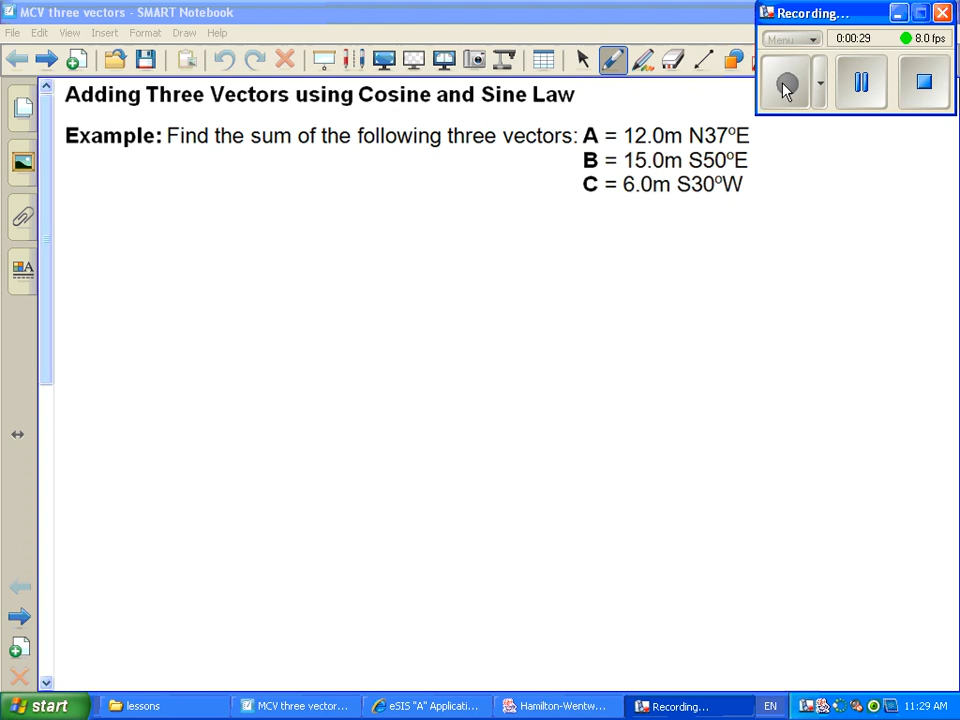 MCV three vectors - SMART Notebook
File Edit View Insert Format Draw Help
Recording...
Menu 0:00:29 8.0 fps
Adding Three Vectors using Cosine and Sine Law
Example: Find the sum of the following three vectors: A = 12.0m N37ºE
B = 15.0m S50ºE
C = 6.0m S30ºW
start lessons MCV three vector... eSIS "A" Applicati... Hamilton-Wentw... Recording... EN 11:29 AM